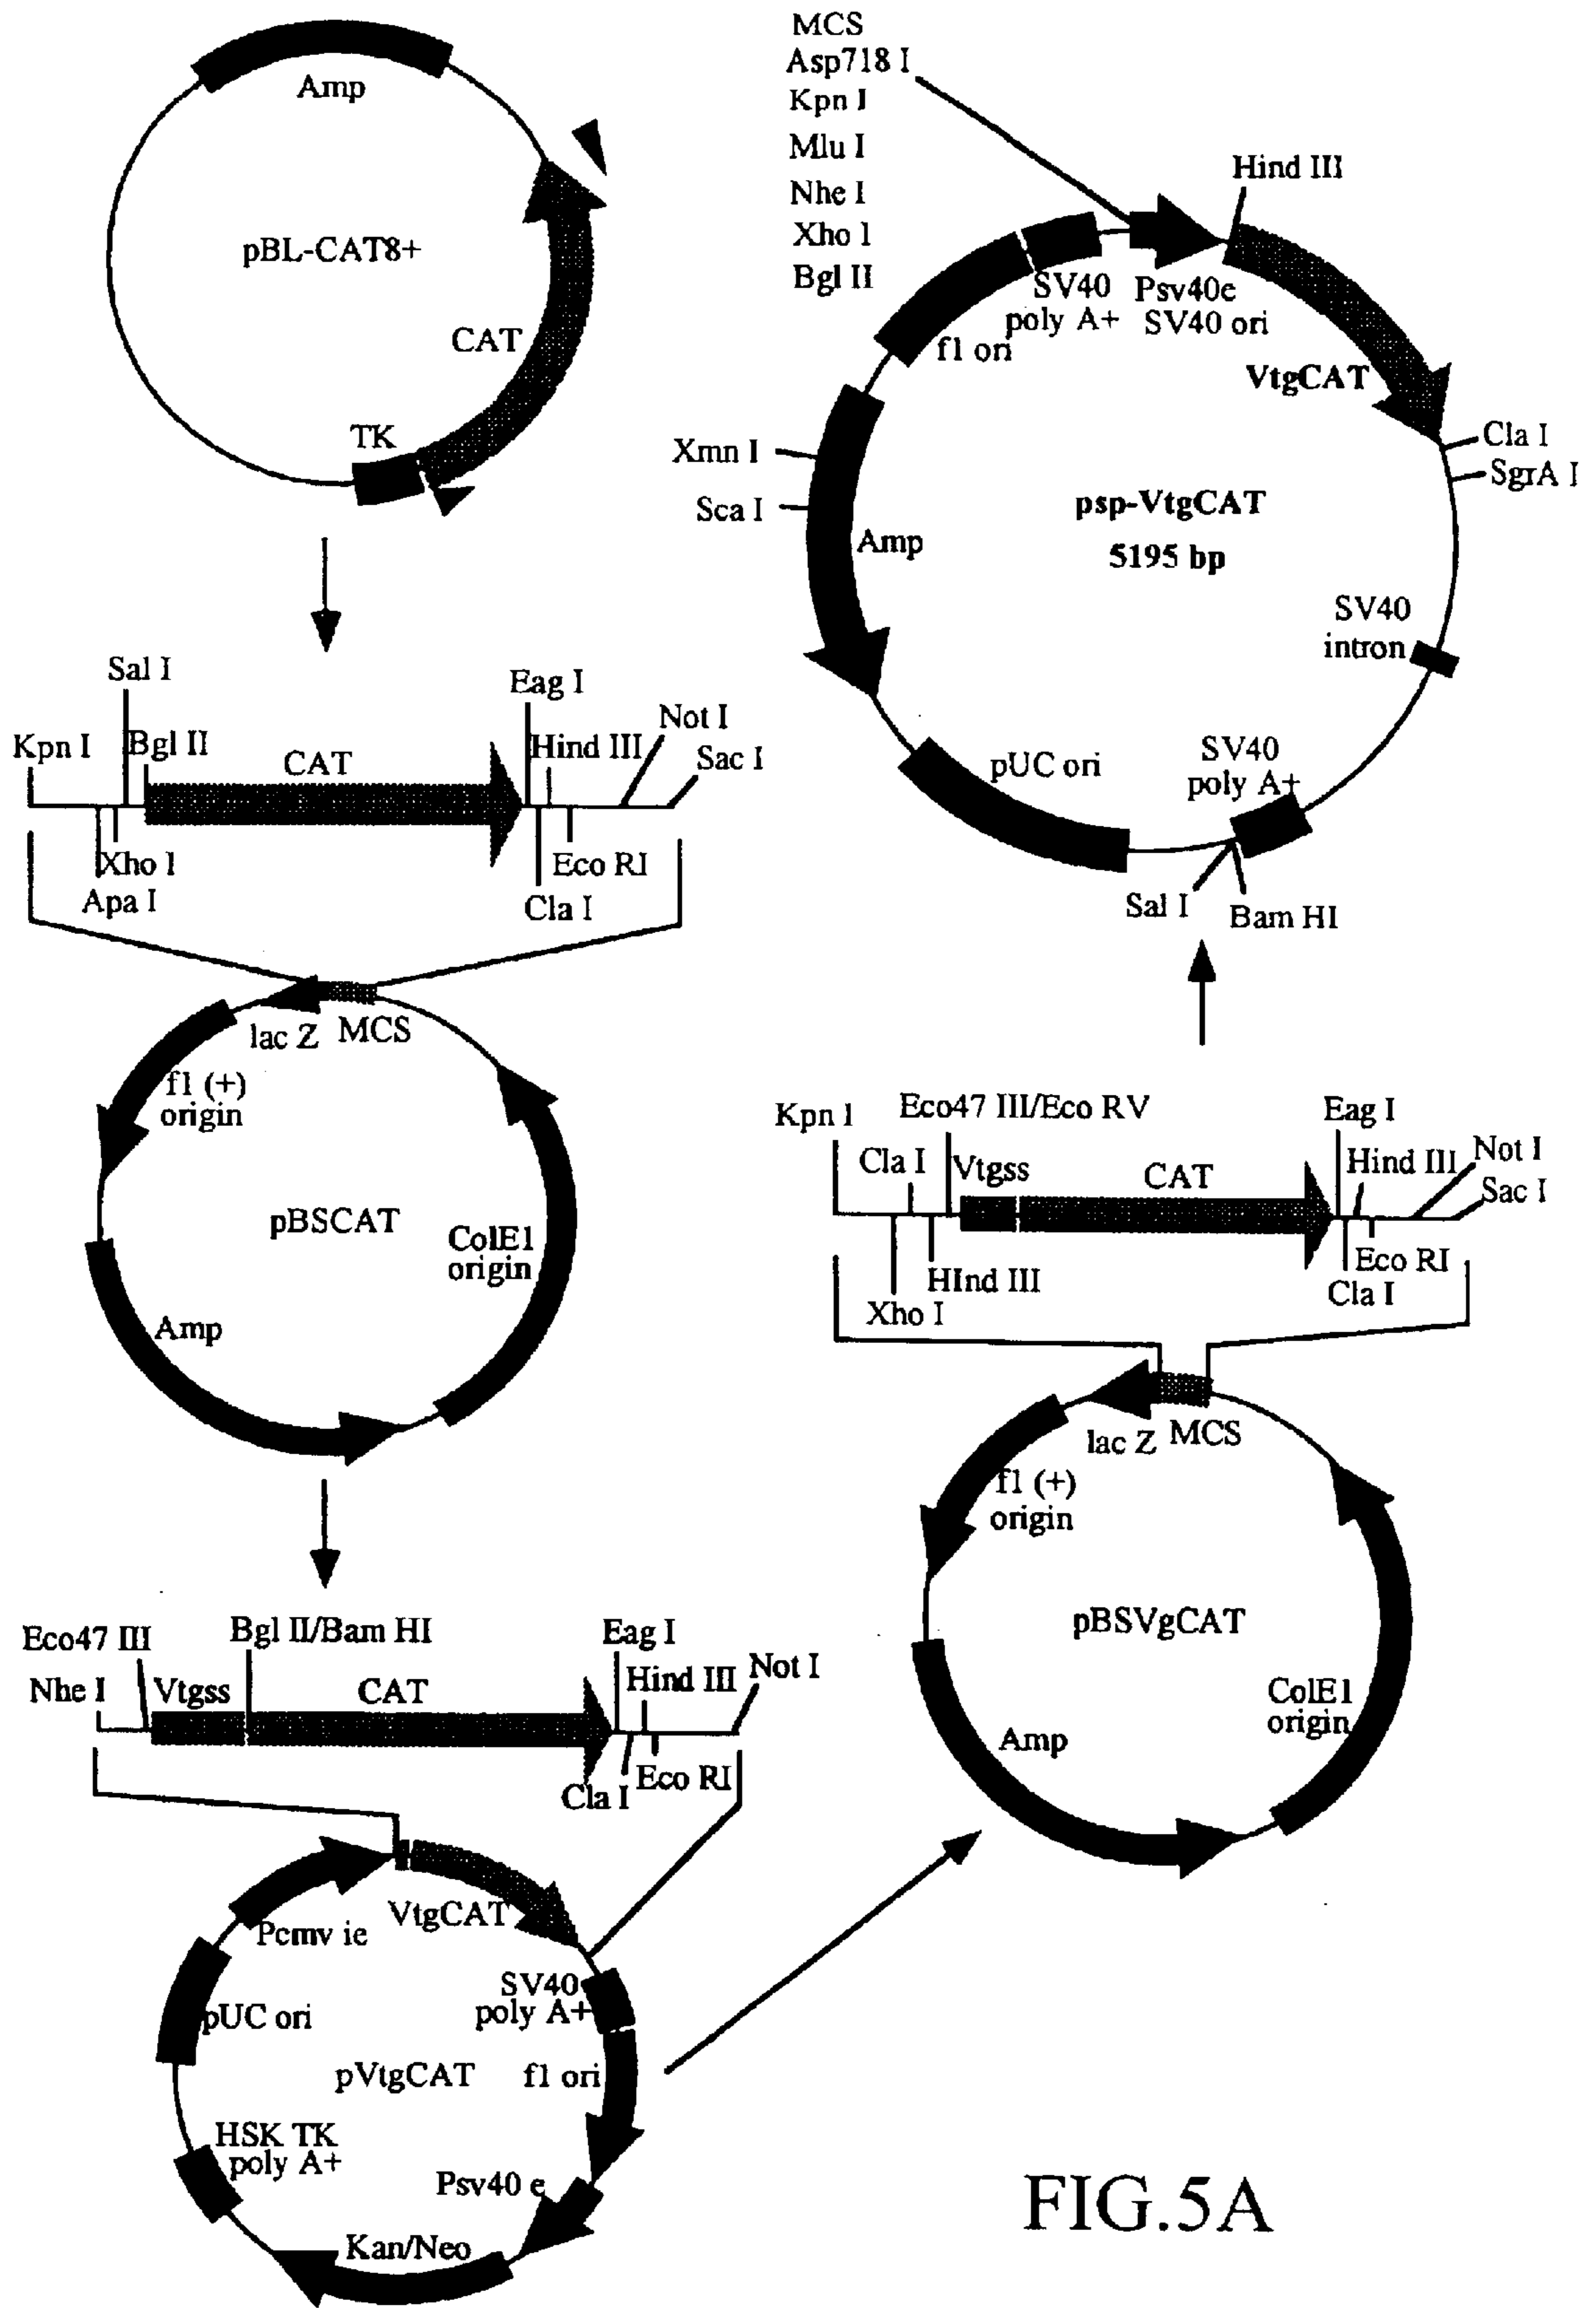 Amp
pBL-CAT8+
CAT
TK
Sal I
Kpn I
Bgl II
CAT
Eag I
Hind III
Not I
Sac I
Xho l
Apa I
Eco RI
Cla I
lac Z
MCS
f1 (+)
origin
pBSCAT
ColE1
origin
Amp
Eco47 III
Nhe I
Vtgss
Bgl II/Bam HI
CAT
Eag I
Hind III
Not I
Cla I
Eco RI
Pcmv ie
VtgCAT
SV40
poly A+
pUC ori
pVtgCAT
f1 ori
HSK TK
poly A+
Psv40 e
Kan/Neo
MCS
Asp718 I
Kpn I
Mlu I
Nhe I
Xho l
Bgl II
Hind III
SV40
poly A+
Psv40e
SV40 ori
f1 ori
VtgCAT
Cla I
SgrA I
Xmn I
Sca I
Amp
psp-VtgCAT
5195 bp
SV40
intron
pUC ori
SV40
poly A+
Sal I
Bam HI
Kpn l
Eco47 III/Eco RV
Cla I
Vtgss
CAT
Eag I
Hind III
Not I
Sac I
Xho I
HInd III
Eco RI
Cla I
lac Z
MCS
f1 (+)
origin
pBSVgCAT
ColE1
origin
Amp
FIG.5A